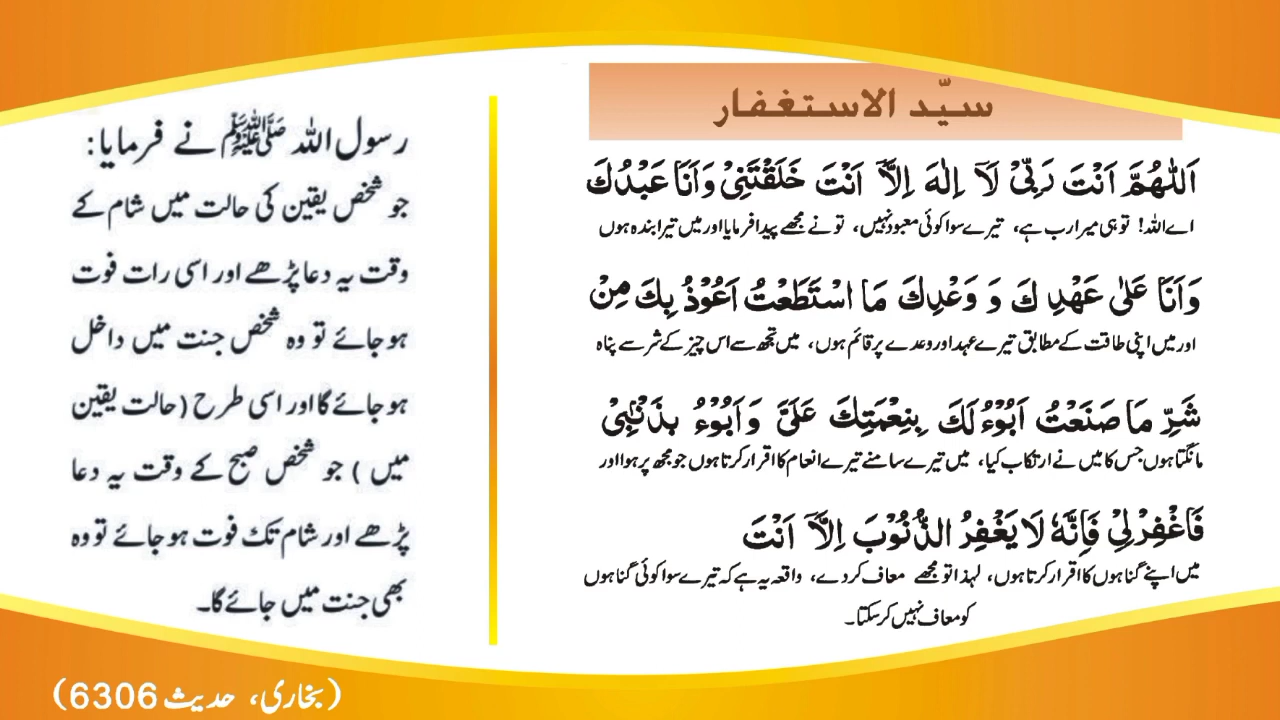 سیّد الاستغفار
اَللّٰهُمَّ اَنْتَ رَبِّیْ لَاۤ اِلٰهَ اِلَّاۤ اَنْتَ خَلَقْتَنِیْ وَاَنَا عَبْدُكَ
اے اللہ! تو ہی میرا رب ہے، تیرے سوا کوئی معبود نہیں، تو نے مجھے پیدا فرمایا اور میں تیرا بندہ ہوں
وَاَنَا عَلٰی عَهْدِ كَ وَ وَعْدِكَ مَا اسْتَطَعْتُ اَعُوْذُ بِكَ مِنْ
اور میں اپنی طاقت کے مطابق تیرے عہد اور وعدے پر قائم ہوں، میں تجھ سے اس چیز کے شر سے پناہ
شَرِّ مَا صَنَعْتُ اَبُوْءُ لَكَ بِنِعْمَتِكَ عَلَیَّ وَاَبُوْءُ بِذَنْۢبِیْ
مانگتا ہوں جس کا میں نے ارتکاب کیا، میں تیرے سامنے تیرے انعام کا اقرار کرتا ہوں جو مجھ پر ہوا اور
فَاغْفِرْلِیْ فَاِنَّهٗ لَا یَغْفِرُ الذُّنُوْبَ اِلَّاۤ اَنْتَ
میں اپنے گناہوں کا اقرار کرتا ہوں، لہٰذا تو مجھے معاف کر دے، واقعہ یہ ہے کہ تیرے سوا کوئی گناہوں
کو معاف نہیں کر سکتا۔
رسول اللہ ﷺ نے فرمایا:
جو شخص یقین کی حالت میں شام کے
وقت یہ دعا پڑھے اور اسی رات فوت
ہو جائے تو وہ شخص جنت میں داخل
ہو جائے گا اور اسی طرح (حالت یقین
میں ) جو شخص صبح کے وقت یہ دعا
پڑھے اور شام تک فوت ہو جائے تو وہ
بھی جنت میں جائے گا۔
(بخاری، حدیث 6306)